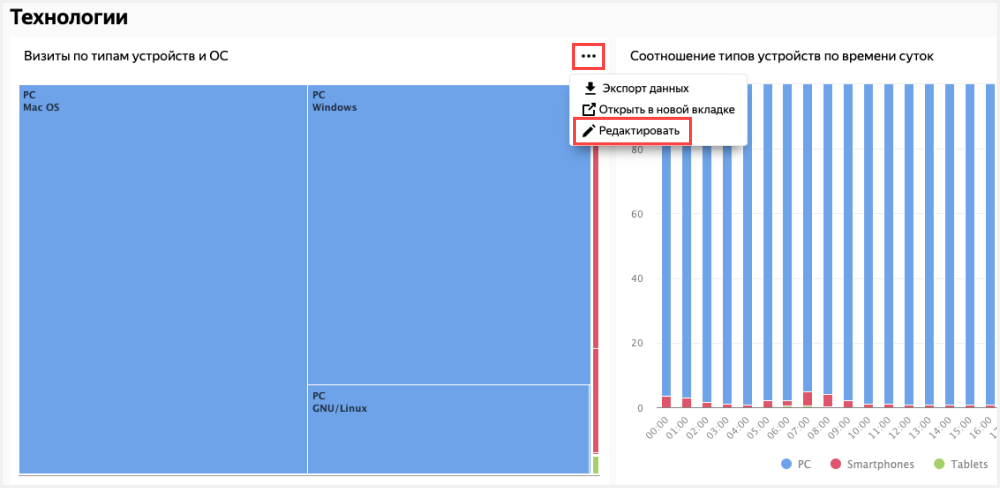 Технологии
Визиты по типам устройств и ОС
Соотношение типов устройств по времени суток
Экспорт данных
Открыть в новой вкладке
Редактировать
PC
Mac OS
PC
Windows
PC
GNU/Linux
80
60
40
20
0
00:00
01:00
02:00
03:00
04:00
05:00
06:00
07:00
08:00
09:00
10:00
11:00
12:00
13:00
14:00
15:00
16:00
PC
Smartphones
Tablets